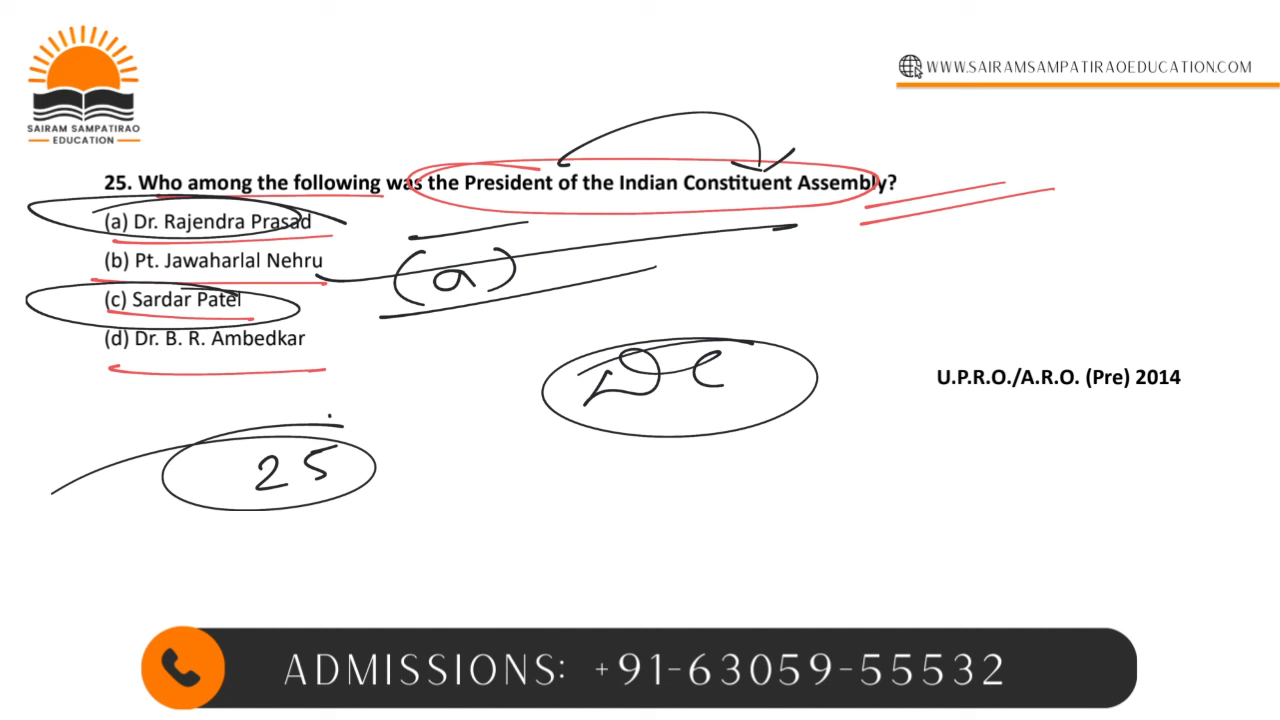 SAIRAM SAMPATIRAO
EDUCATION
WWW.SAIRAMSAMPATIRAOEDUCATION.COM
25. Who among the following was the President of the Indian Constituent Assembly?
(a) Dr. Rajendra Prasad
(b) Pt. Jawaharlal Nehru
(a)
(c) Sardar Patel
(d) Dr. B. R. Ambedkar
U.P.R.O./A.R.O. (Pre) 2014
25
ADMISSIONS: +91-63059-55532